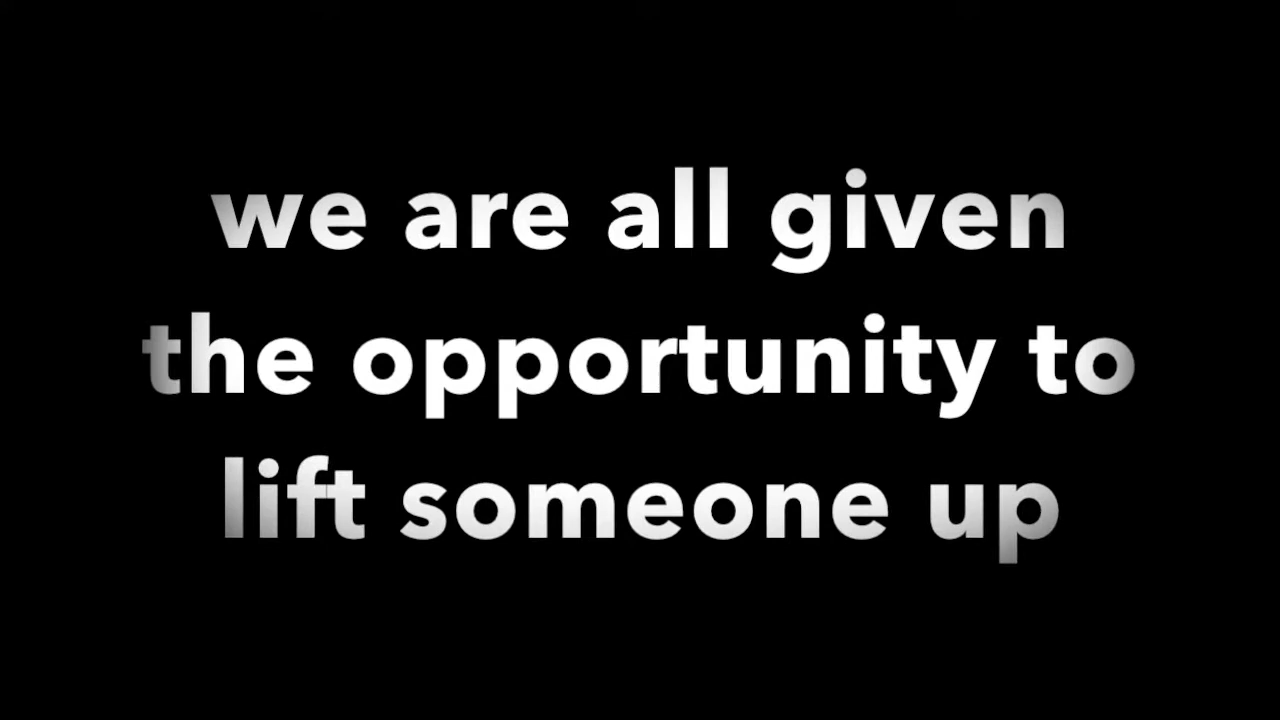 we are all given
the opportunity to
lift someone up